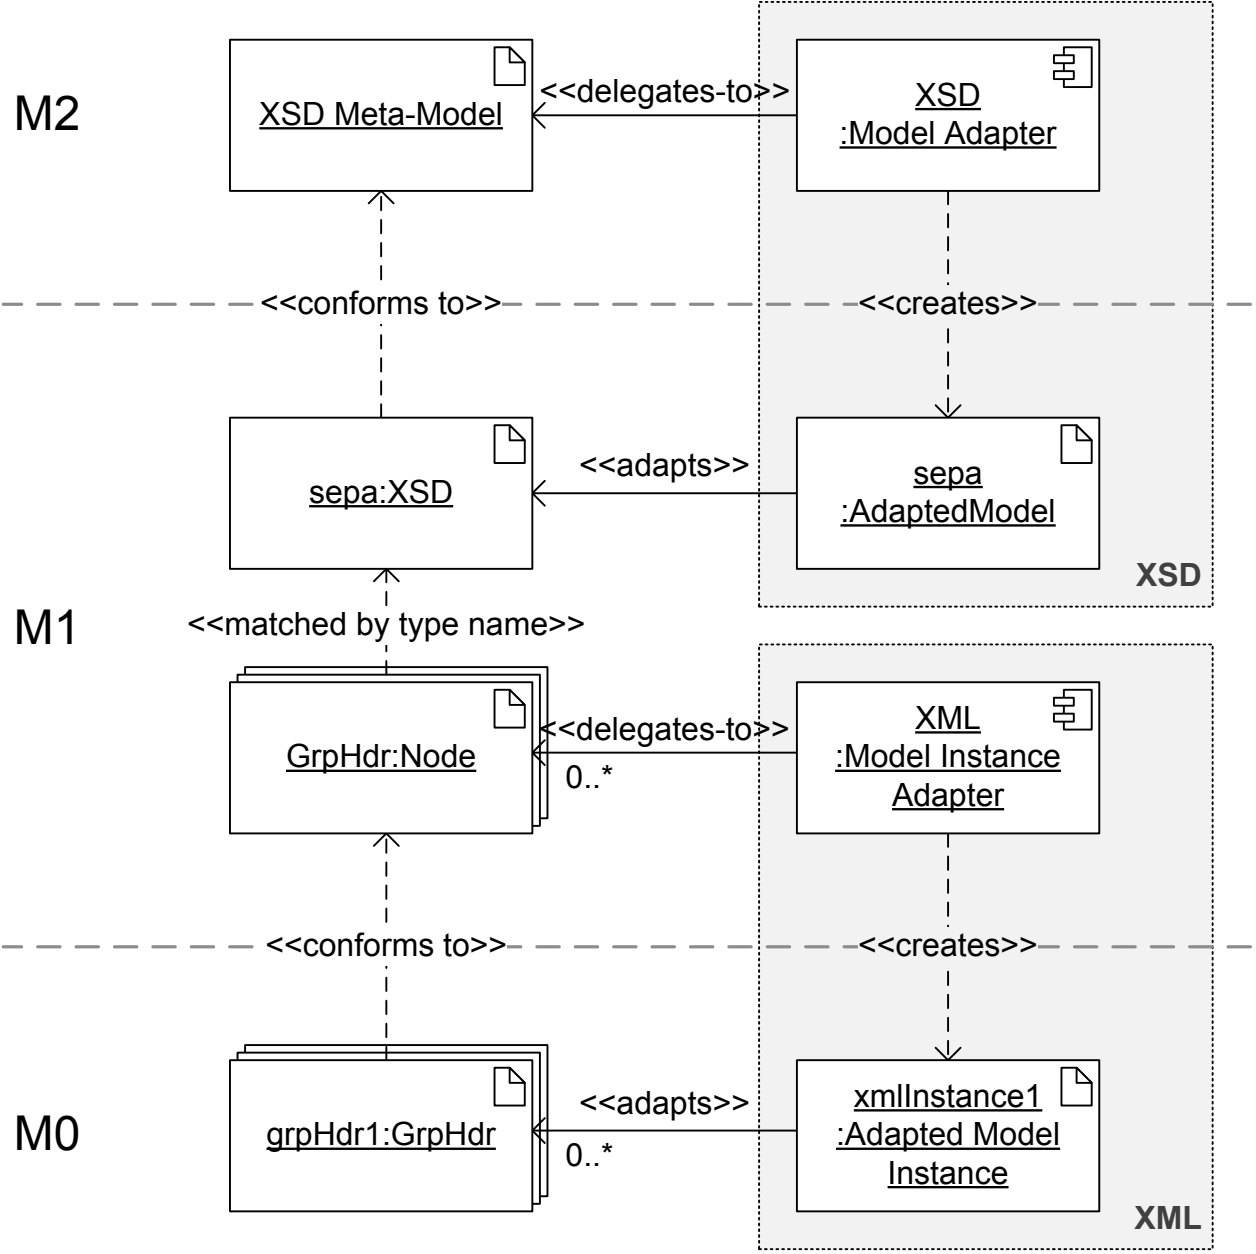 M2
XSD Meta-Model
<<delegates-to>>
XSD
:Model Adapter
<<conforms to>>
<<creates>>
sepa:XSD
<<adapts>>
sepa
:AdaptedModel
XSD
M1
<<matched by type name>>
GrpHdr:Node
<<delegates-to>>
0..*
XML
:Model Instance
Adapter
<<conforms to>>
<<creates>>
M0
grpHdr1:GrpHdr
<<adapts>>
0..*
xmlInstance1
:Adapted Model
Instance
XML